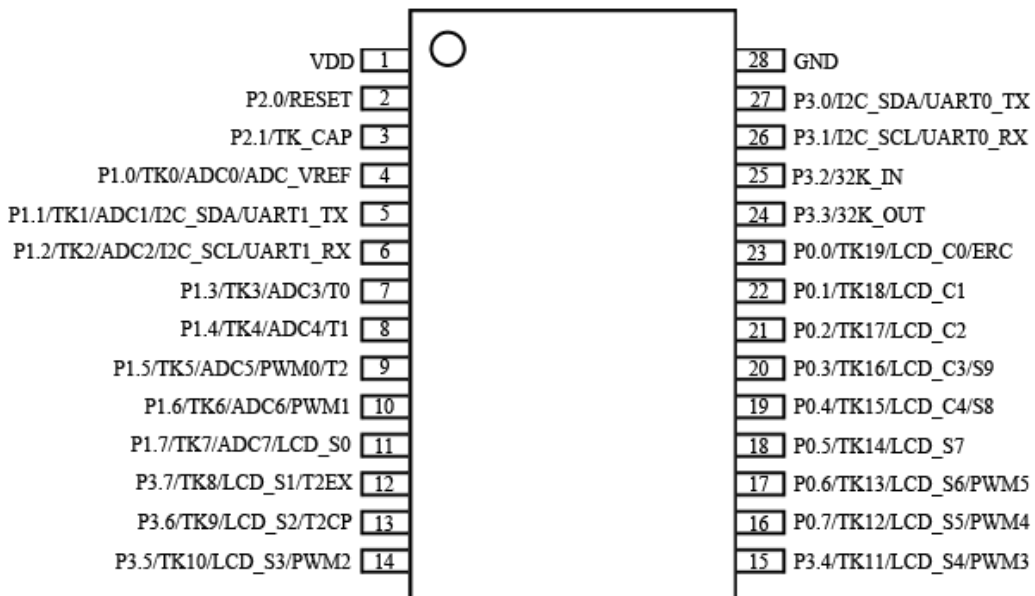 VDD 1 28 GND
P2.0/RESET 2 27 P3.0/I2C_SDA/UART0_TX
P2.1/TK_CAP 3 26 P3.1/I2C_SCL/UART0_RX
P1.0/TK0/ADC0/ADC_VREF 4 25 P3.2/32K_IN
P1.1/TK1/ADC1/I2C_SDA/UART1_TX 5 24 P3.3/32K_OUT
P1.2/TK2/ADC2/I2C_SCL/UART1_RX 6 23 P0.0/TK19/LCD_C0/ERC
P1.3/TK3/ADC3/T0 7 22 P0.1/TK18/LCD_C1
P1.4/TK4/ADC4/T1 8 21 P0.2/TK17/LCD_C2
P1.5/TK5/ADC5/PWM0/T2 9 20 P0.3/TK16/LCD_C3/S9
P1.6/TK6/ADC6/PWM1 10 19 P0.4/TK15/LCD_C4/S8
P1.7/TK7/ADC7/LCD_S0 11 18 P0.5/TK14/LCD_S7
P3.7/TK8/LCD_S1/T2EX 12 17 P0.6/TK13/LCD_S6/PWM5
P3.6/TK9/LCD_S2/T2CP 13 16 P0.7/TK12/LCD_S5/PWM4
P3.5/TK10/LCD_S3/PWM2 14 15 P3.4/TK11/LCD_S4/PWM3